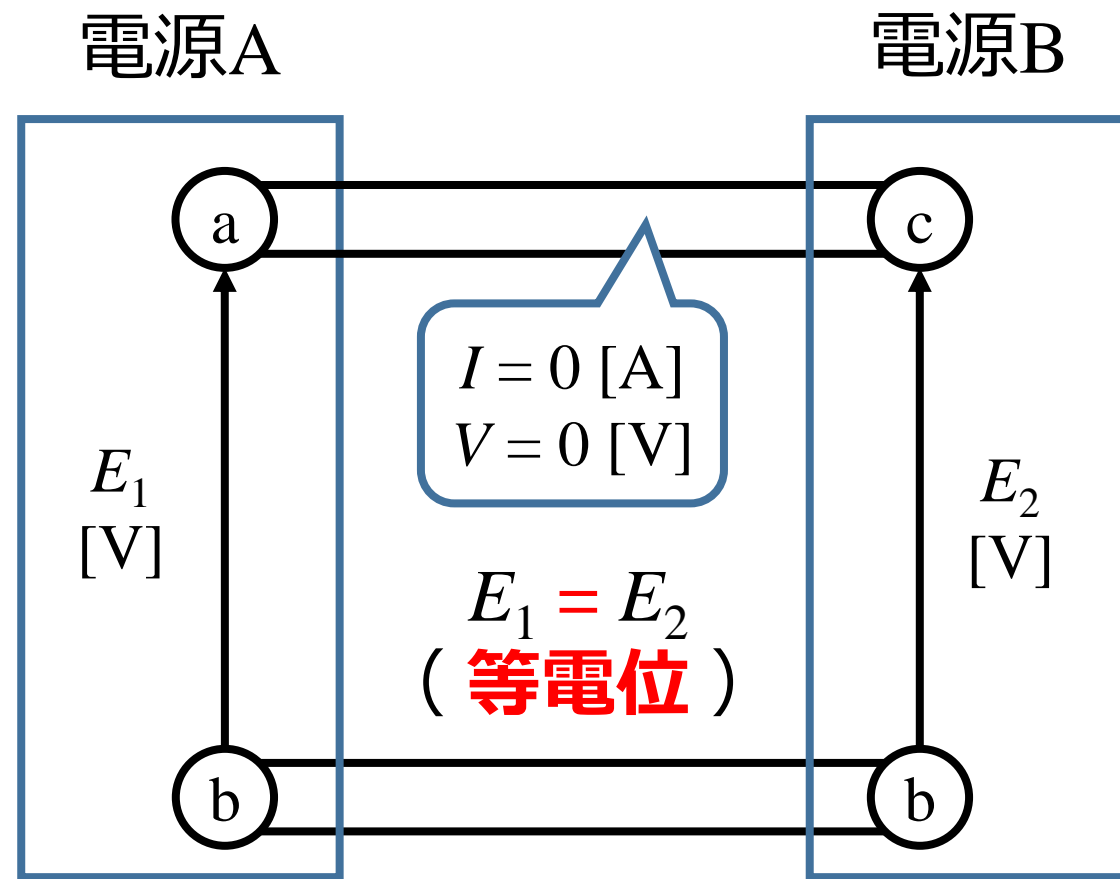 電源A
電源B
a
c
I = 0 [A]
V = 0 [V]
E₁
[V]
E₂
[V]
E₁ = E₂
( 等電位 )
b
b